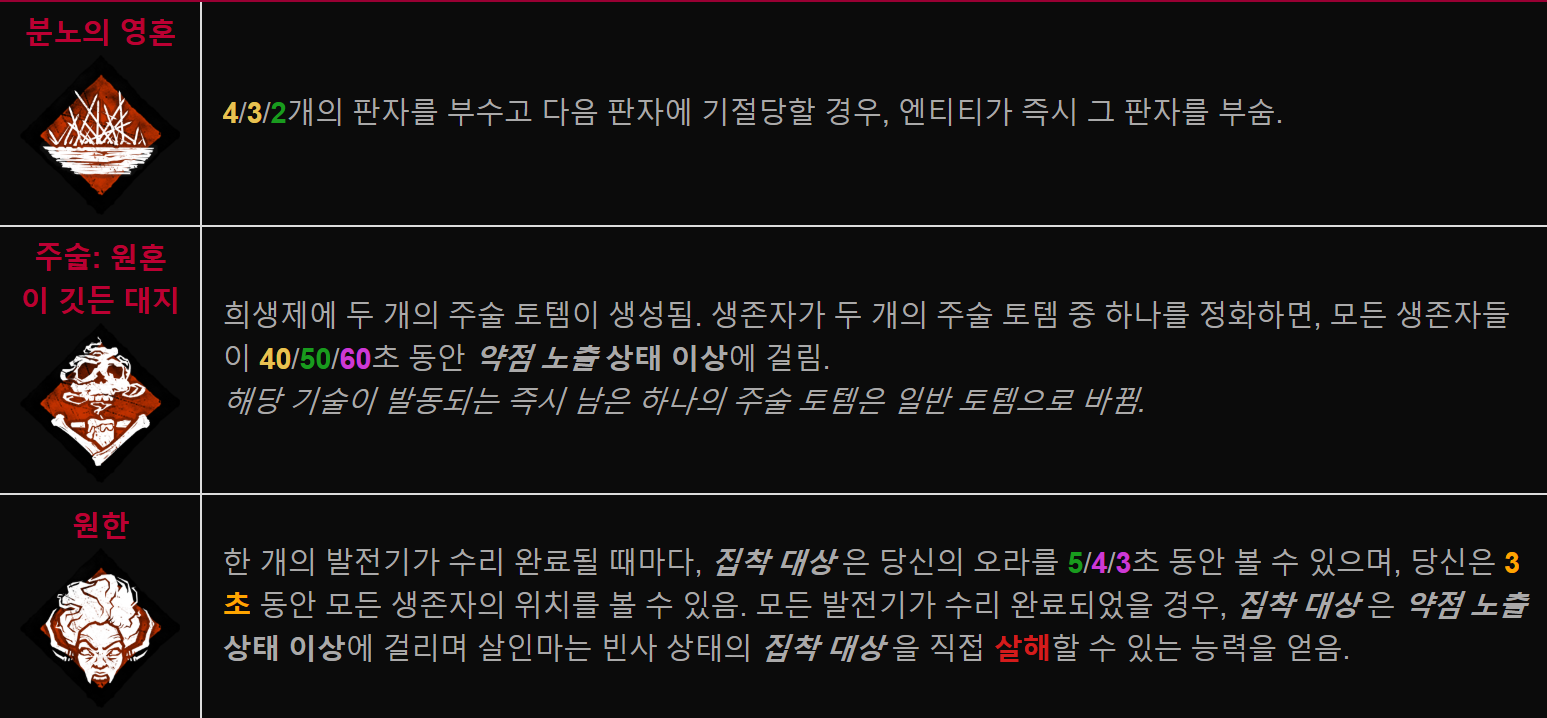 분노의 영혼
4/3/2개의 판자를 부수고 다음 판자에 기절당할 경우, 엔티티가 즉시 그 판자를 부숨.
주술: 원혼
이 깃든 대지
희생제에 두 개의 주술 토템이 생성됨. 생존자가 두 개의 주술 토템 중 하나를 정화하면, 모든 생존자들
이 40/50/60초 동안 약점 노출 상태 이상에 걸림.
해당 기술이 발동되는 즉시 남은 하나의 주술 토템은 일반 토템으로 바뀜.
원한
한 개의 발전기가 수리 완료될 때마다, 집착 대상은 당신의 오라를 5/4/3초 동안 볼 수 있으며, 당신은 3
초 동안 모든 생존자의 위치를 볼 수 있음. 모든 발전기가 수리 완료되었을 경우, 집착 대상은 약점 노출
상태 이상에 걸리며 살인마는 빈사 상태의 집착 대상을 직접 살해할 수 있는 능력을 얻음.